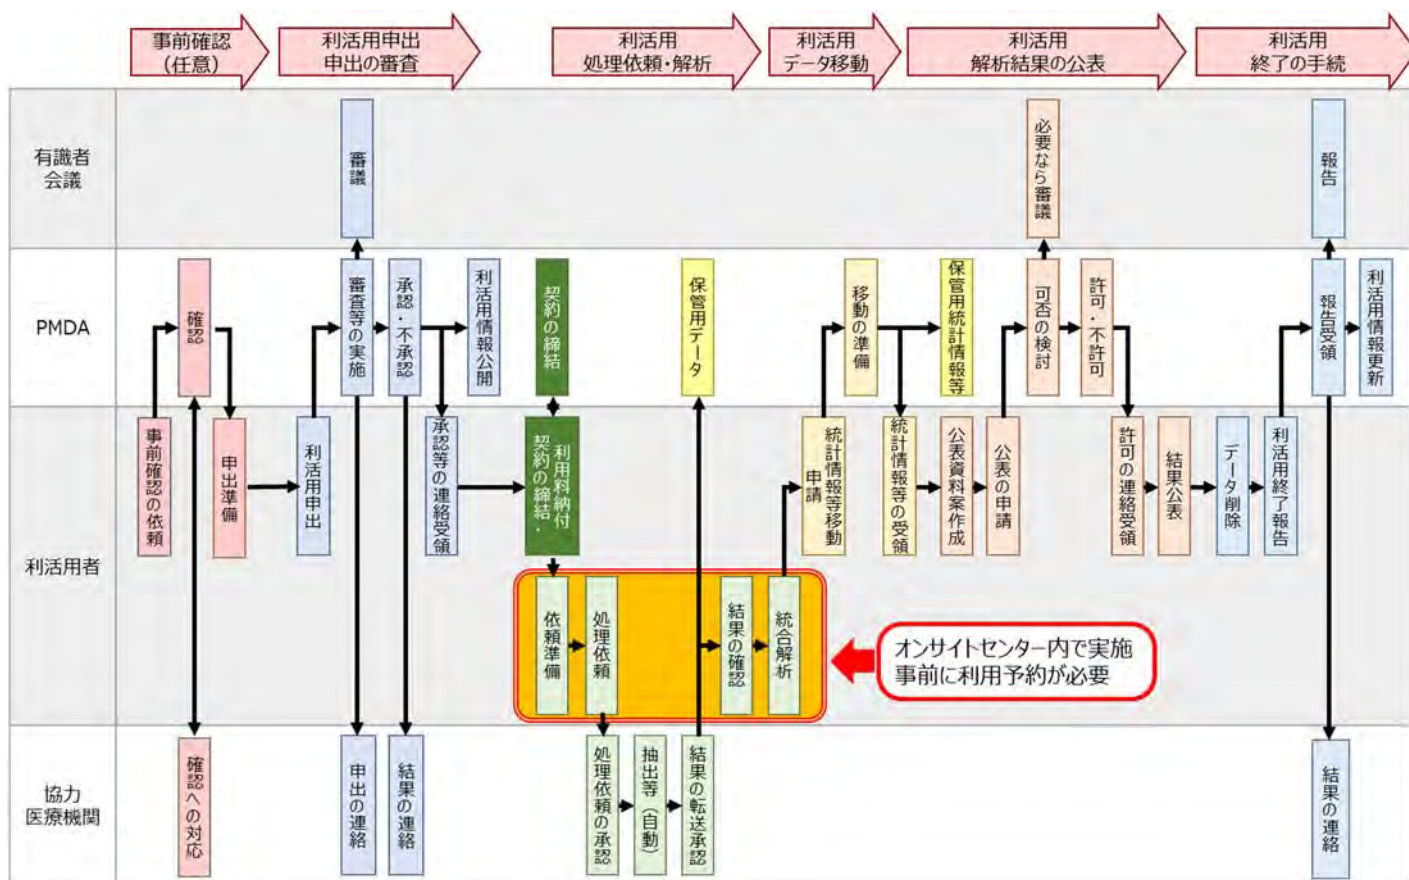 事前確認
（任意）
利活用申出
申出の審査
利活用
処理依頼・解析
利活用
データ移動
利活用
解析結果の公表
利活用
終了の手続
有識者
会議
審議
必要なら審議
報告
PMDA
確認
審査等の実施
承認・不承認
利活用情報公開
契約の締結
保管用データ
移動の準備
保管用統計情報等
可否の検討
許可・不許可
報告受領
利活用情報更新
利活用者
事前確認の依頼
申出準備
利活用申出
承認等の連絡受領
契約の締結・
利用料納付
統計情報等移動
申請
統計情報等の受領
公表資料案作成
公表の申請
許可の連絡受領
結果公表
データ削除
利活用終了報告
依頼準備
処理依頼
結果の確認
統合解析
オンサイトセンター内で実施
事前に利用予約が必要
協力
医療機関
確認への対応
申出の連絡
結果の連絡
処理依頼の承認
抽出等（自動）
結果の転送承認
結果の連絡